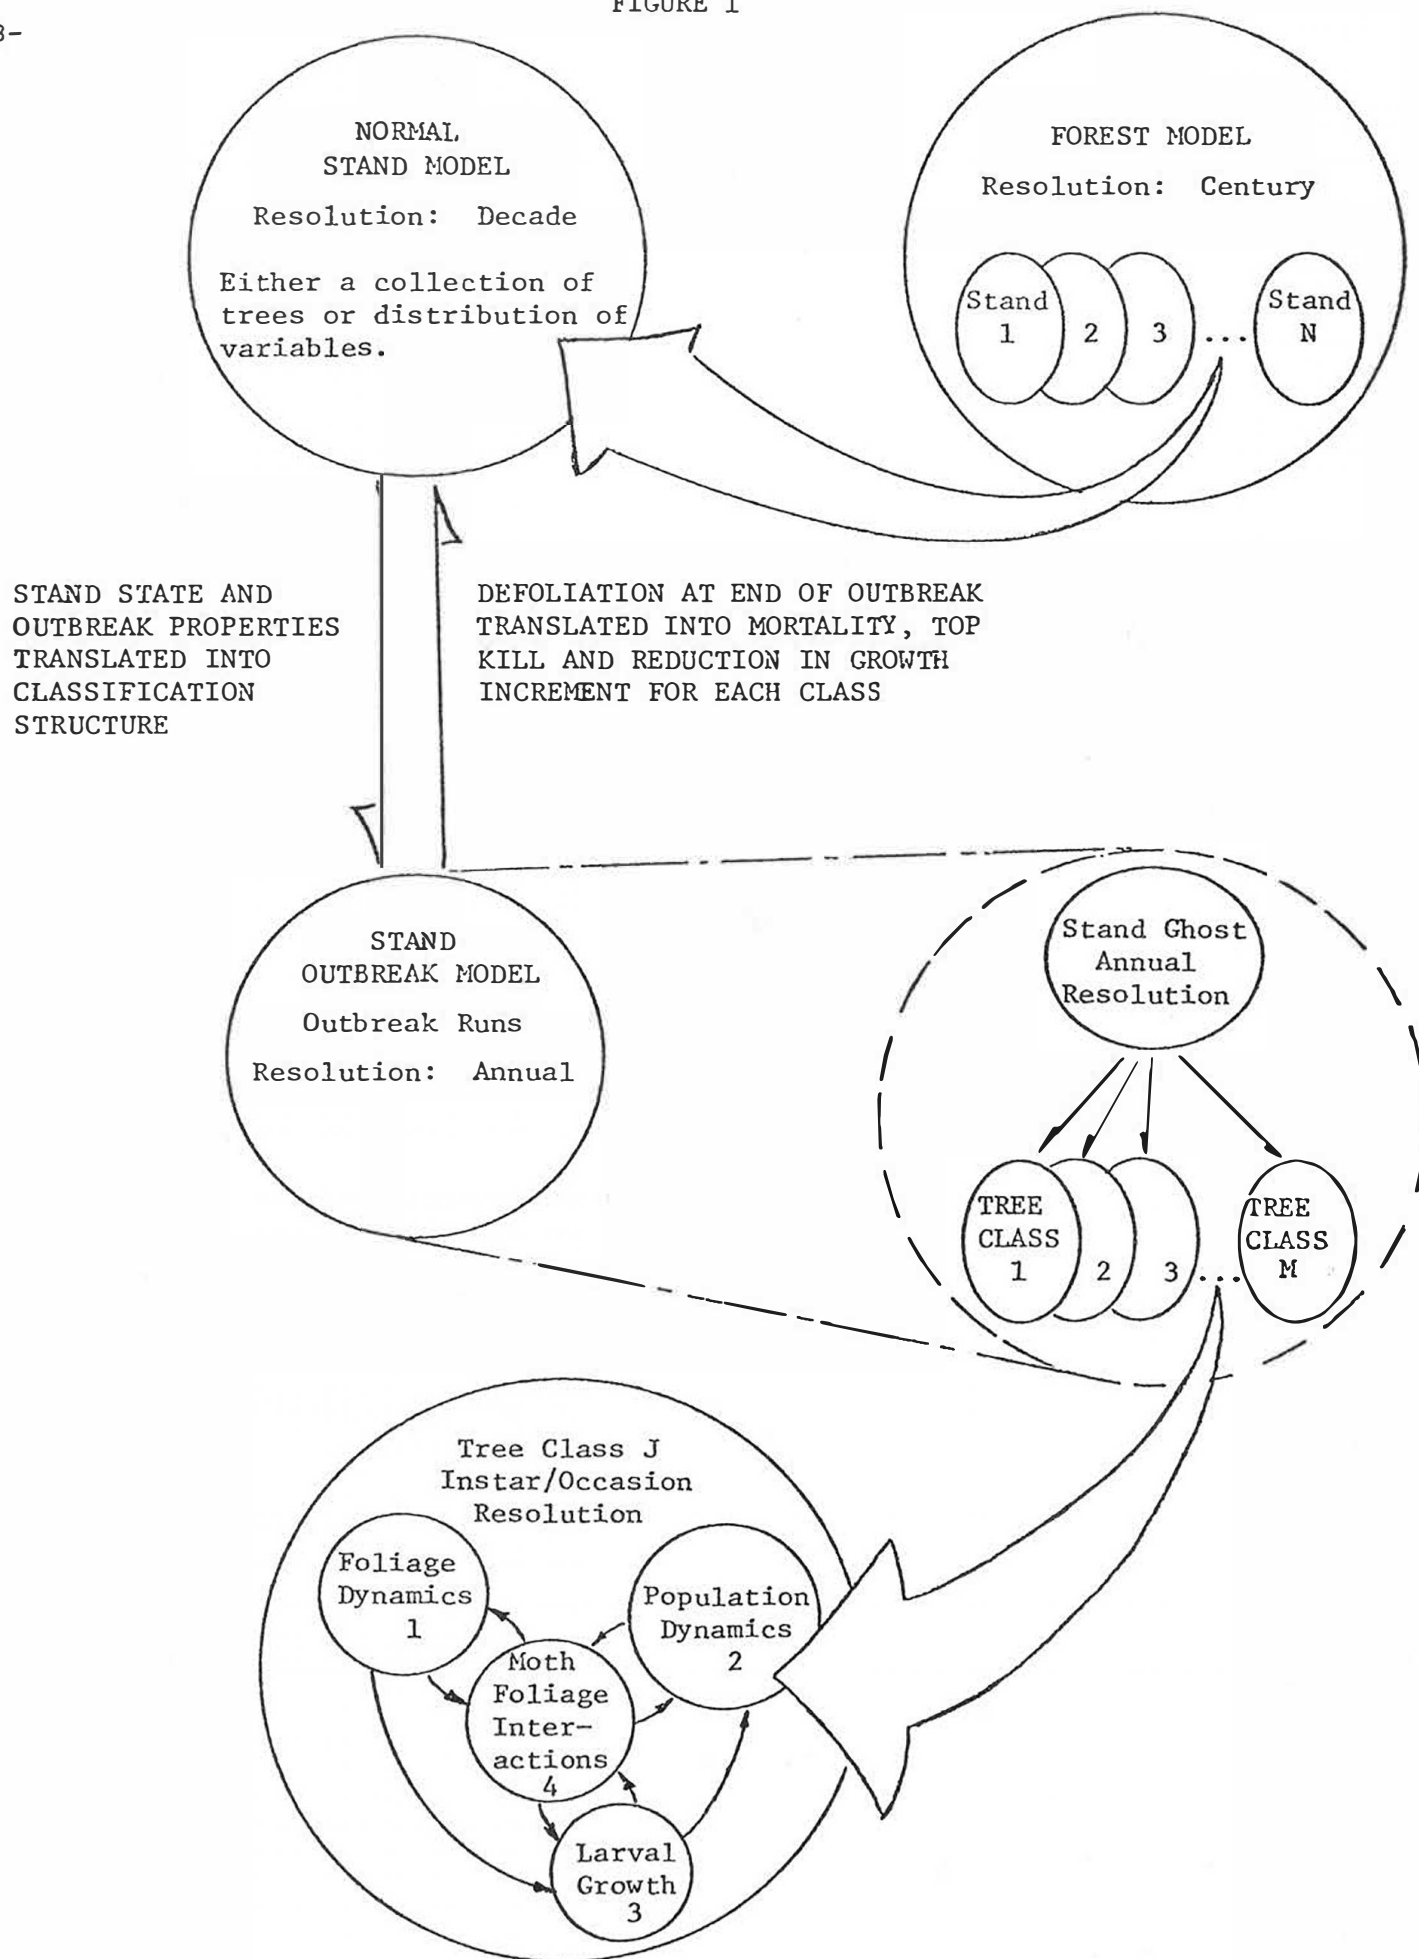 FIGURE 1
8-
NORMAL
STAND MODEL
Resolution: Decade
Either a collection of
trees or distribution of
variables.
FOREST MODEL
Resolution: Century
Stand
1
2
3
...
Stand
N
STAND STATE AND
OUTBREAK PROPERTIES
TRANSLATED INTO
CLASSIFICATION
STRUCTURE
DEFOLIATION AT END OF OUTBREAK
TRANSLATED INTO MORTALITY, TOP
KILL AND REDUCTION IN GROWTH
INCREMENT FOR EACH CLASS
STAND
OUTBREAK MODEL
Outbreak Runs
Resolution: Annual
Stand Ghost
Annual
Resolution
TREE
CLASS
1
2
3
...
TREE
CLASS
M
Tree Class J
Instar/Occasion
Resolution
Foliage
Dynamics
1
Population
Dynamics
2
Moth
Foliage
Inter-
actions
4
Larval
Growth
3